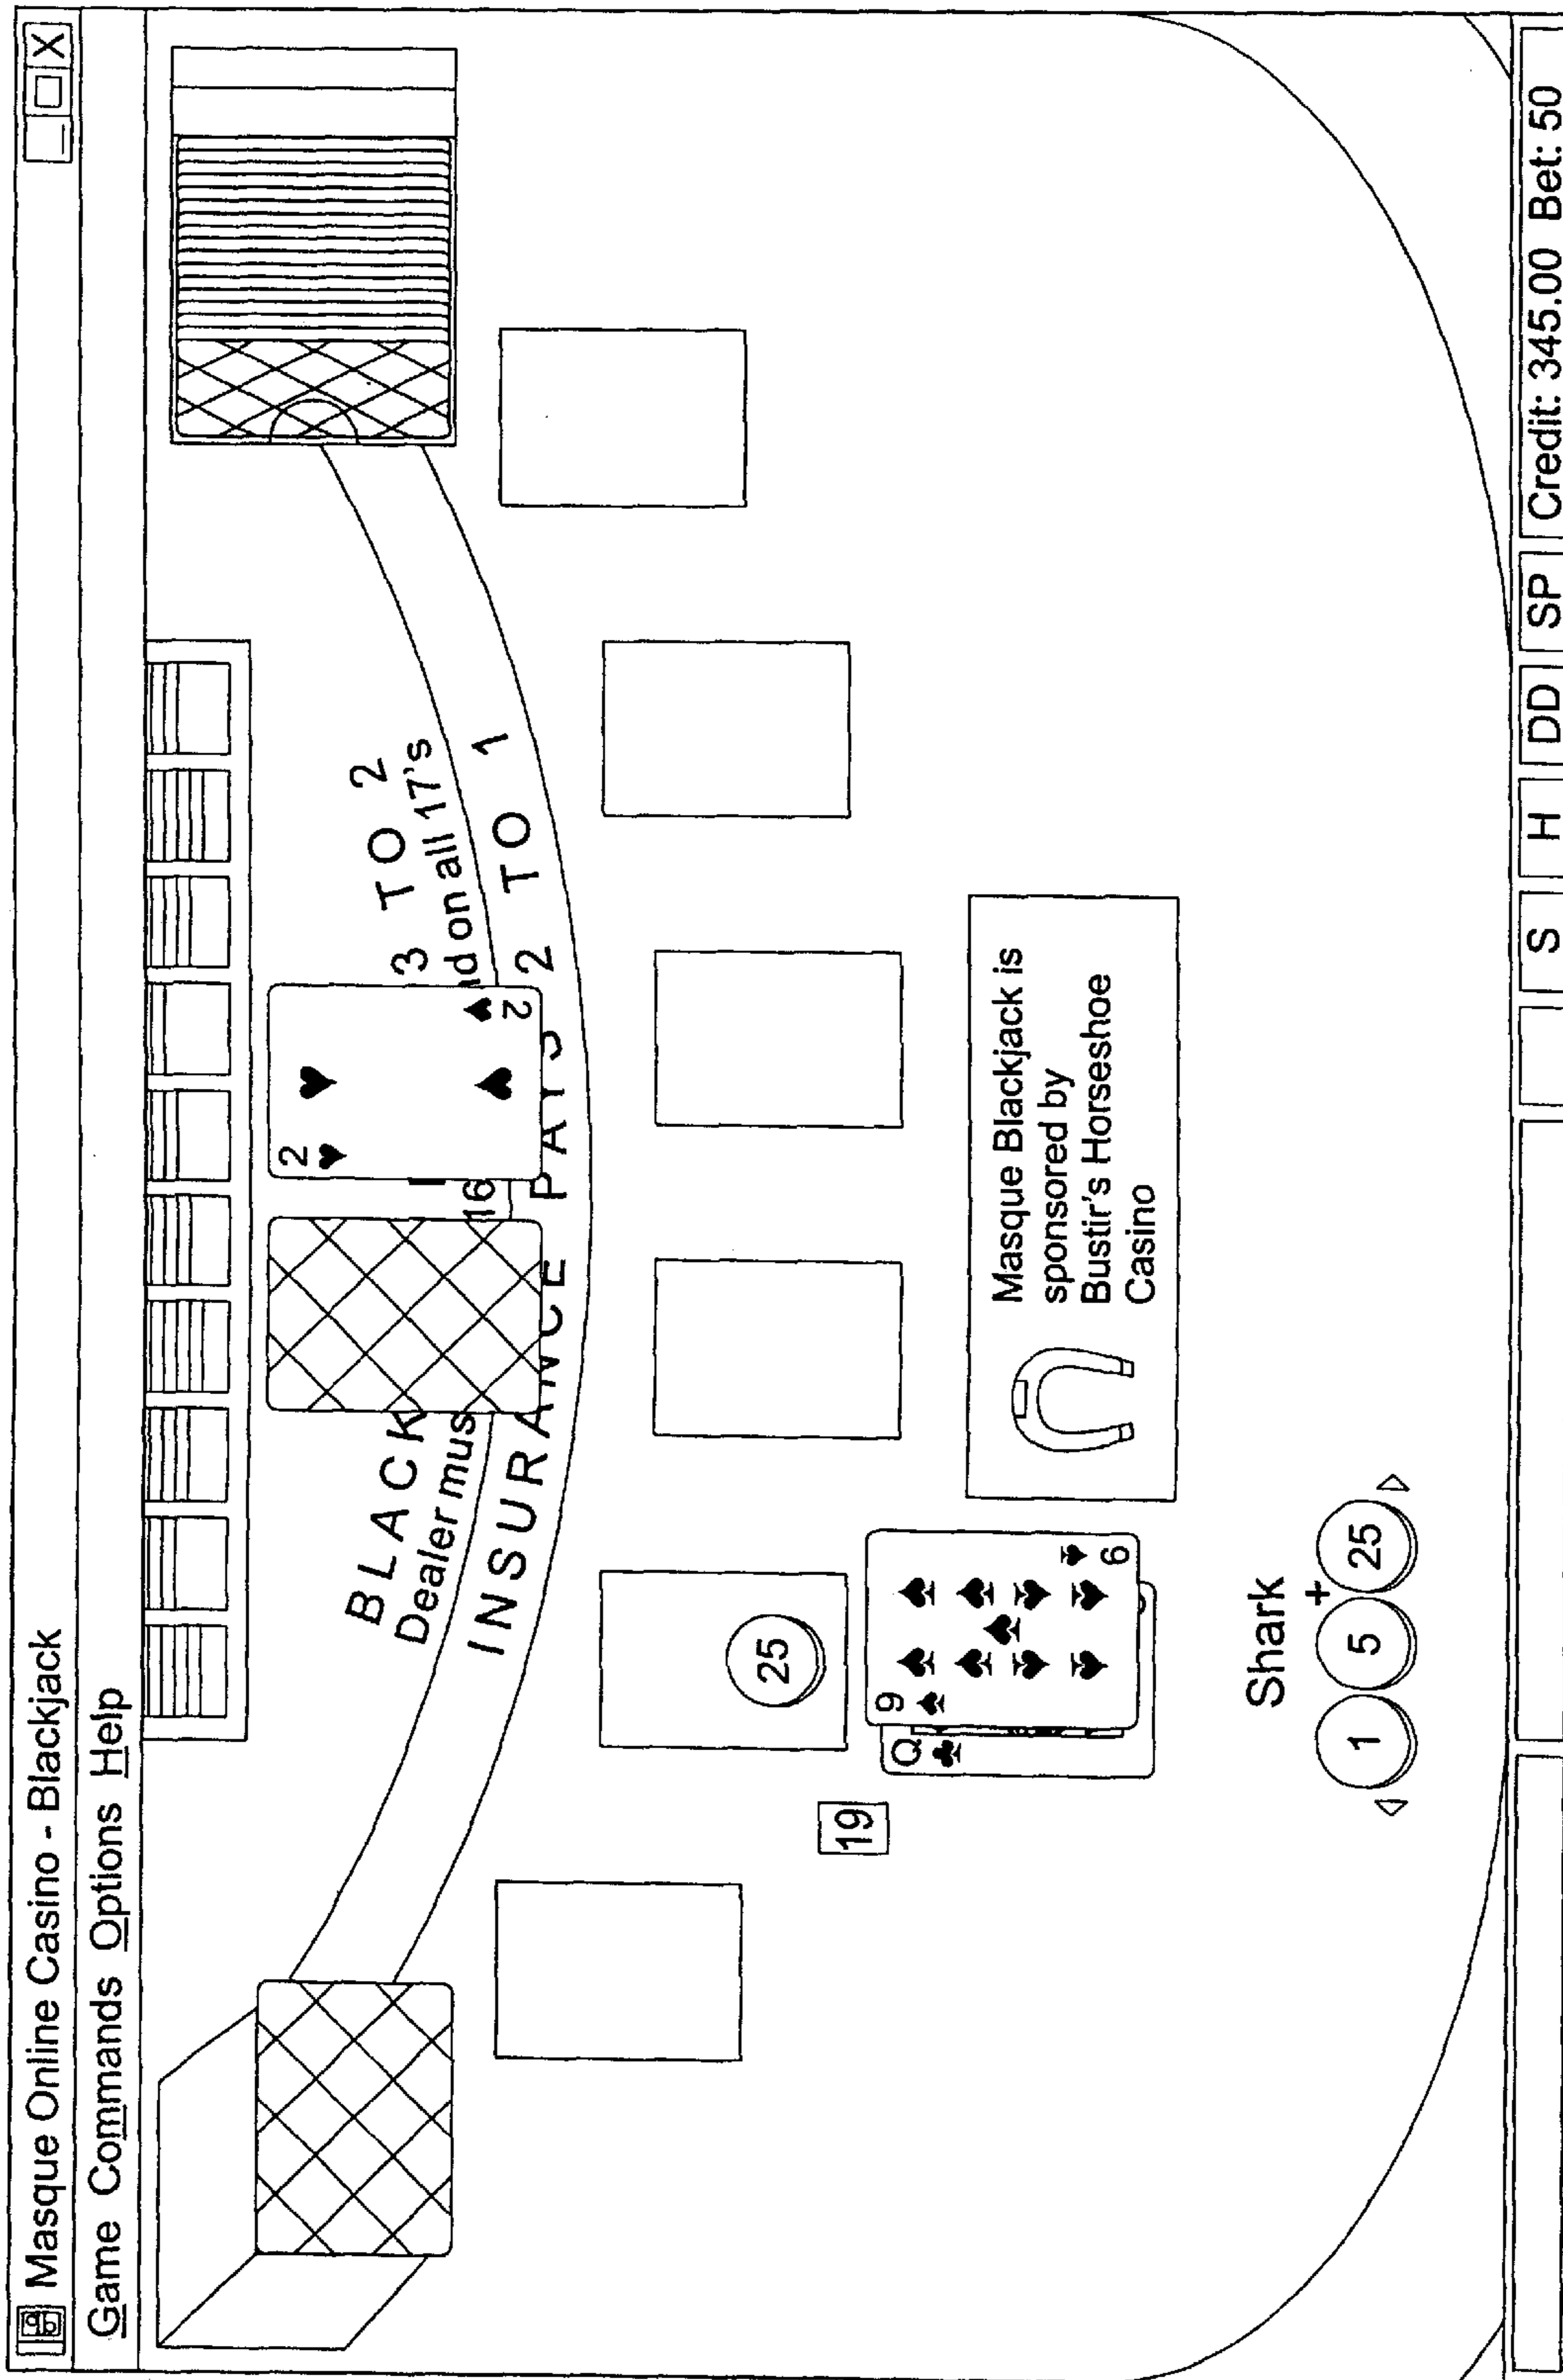 Masque Online Casino - Blackjack
_ □ X
Game Commands Options Help
BLACK 3 TO 2
Dealer mus 16 nd on all 17's
INSURANCE PAYS 2 TO 1
2
2
25
19
Q
9
9
Masque Blackjack is
sponsored by
Bustir's Horseshoe
Casino
Shark
+
1 5 25
S H DD SP Credit: 345.00 Bet: 50